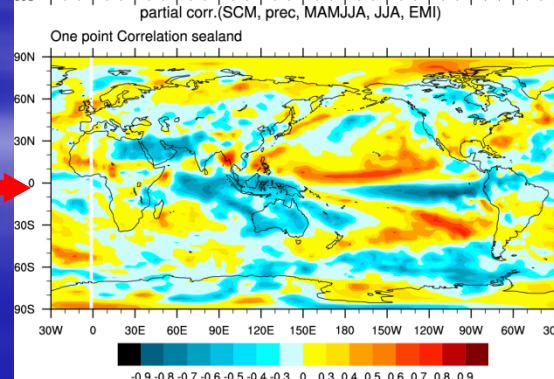 partial corr.(SCM, prec, MAMJJA, JJA, EMI)
One point Correlation sealand
90N
60N
30N
0
30S
60S
90S
30W 0 30E 60E 90E 120E 150E 180 150W 120W 90W 60W
-0.9 -0.8 -0.7 -0.6 -0.5 -0.4 -0.3 0 0.3 0.4 0.5 0.6 0.7 0.8 0.9